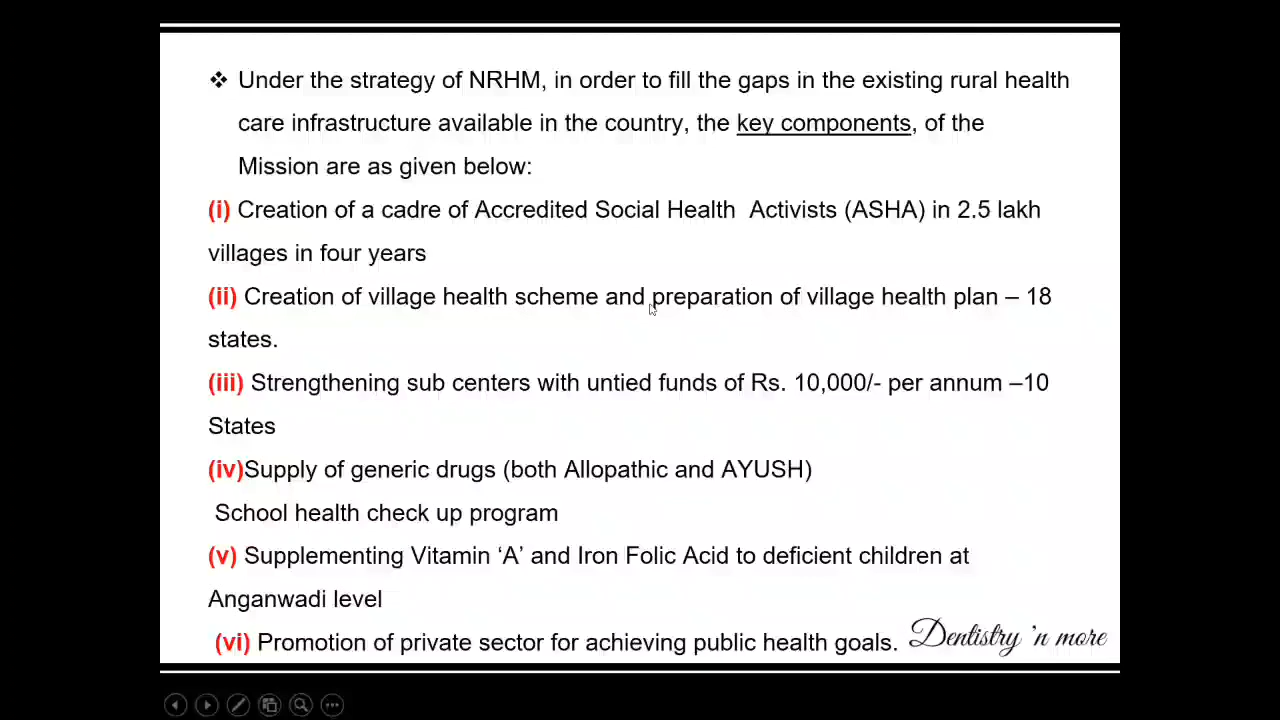 ❖ Under the strategy of NRHM, in order to fill the gaps in the existing rural health
care infrastructure available in the country, the key components, of the
Mission are as given below:
(i) Creation of a cadre of Accredited Social Health  Activists (ASHA) in 2.5 lakh
villages in four years
(ii) Creation of village health scheme and preparation of village health plan – 18
states.
(iii) Strengthening sub centers with untied funds of Rs. 10,000/- per annum –10
States
(iv)Supply of generic drugs (both Allopathic and AYUSH)
School health check up program
(v) Supplementing Vitamin ‘A’ and Iron Folic Acid to deficient children at
Anganwadi level
(vi) Promotion of private sector for achieving public health goals.
Dentistry 'n more